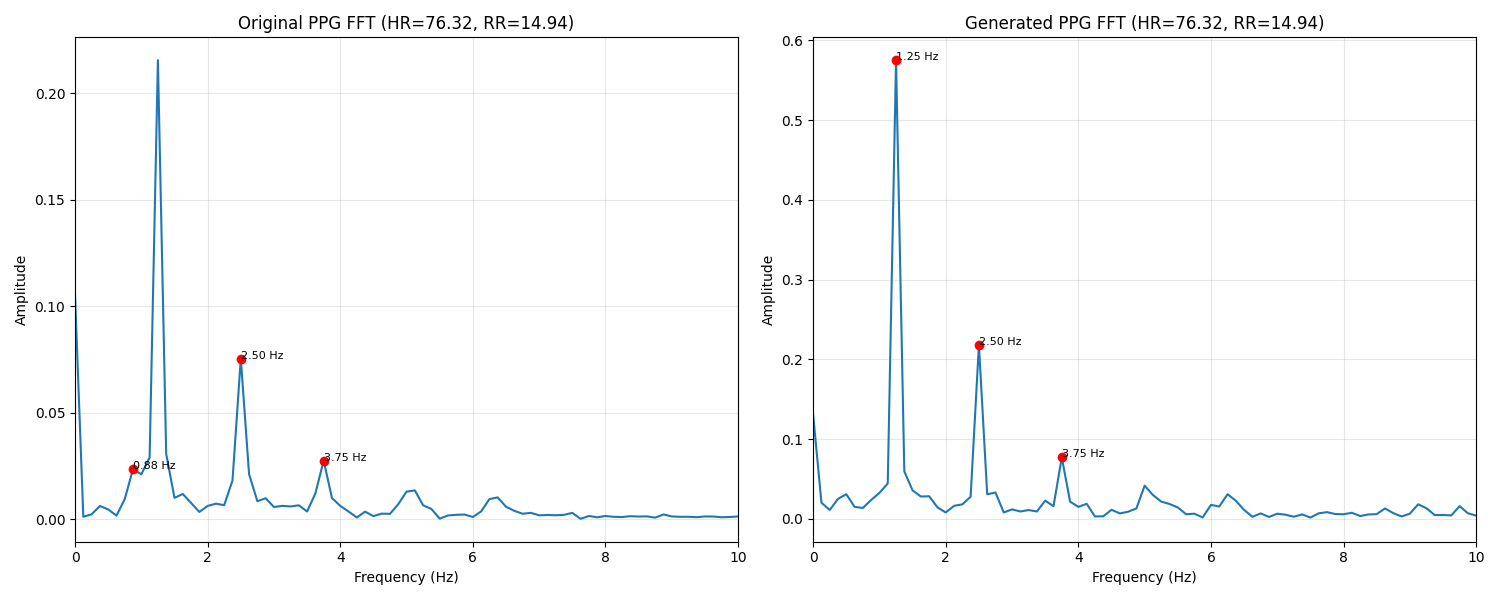 Original PPG FFT (HR=76.32, RR=14.94)
Amplitude
0.20
0.15
0.10
0.05
0.00
0.88 Hz
2.50 Hz
3.75 Hz
0 2 4 6 8 10
Frequency (Hz)
Generated PPG FFT (HR=76.32, RR=14.94)
Amplitude
0.6
0.5
0.4
0.3
0.2
0.1
0.0
1.25 Hz
2.50 Hz
3.75 Hz
0 2 4 6 8 10
Frequency (Hz)